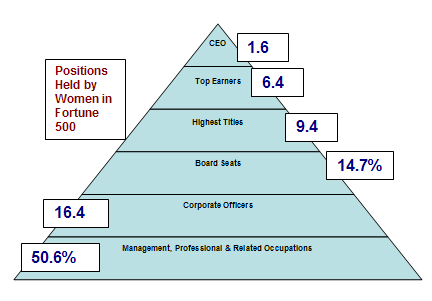 CEO
1.6
Positions
Held by
Women in
Fortune
500
Top Earners
6.4
Highest Titles
9.4
Board Seats
14.7%
16.4
Corporate Officers
50.6%
Management, Professional & Related Occupations